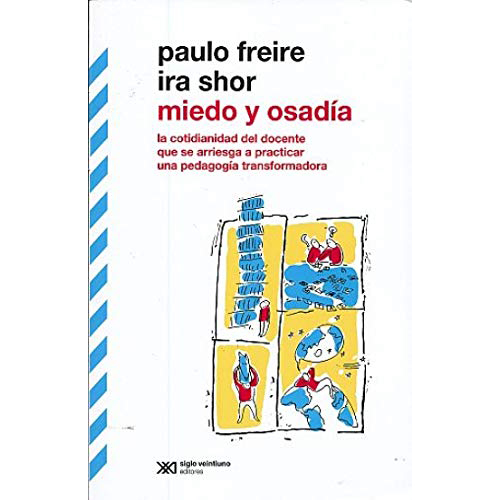 paulo freire
ira shor
miedo y osadía
la cotidianidad del docente
que se arriesga a practicar
una pedagogía transformadora
siglo veintiuno
editores